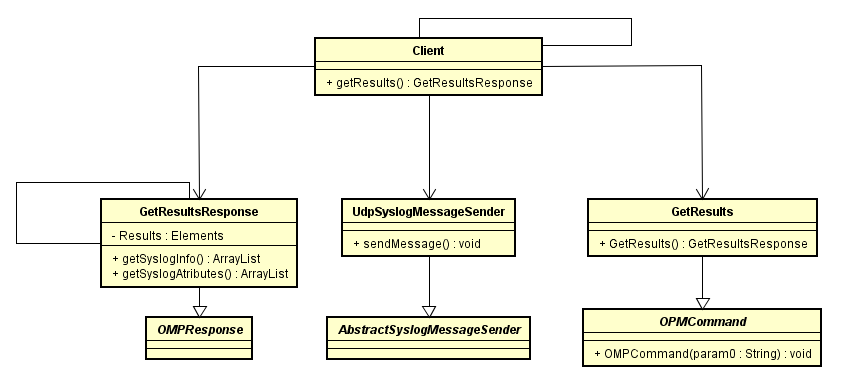 Client
+ getResults() : GetResultsResponse
GetResultsResponse
- Results : Elements
+ getSyslogInfo() : ArrayList
+ getSyslogAtributes() : ArrayList
UdpSyslogMessageSender
+ sendMessage() : void
GetResults
+ GetResults() : GetResultsResponse
OMPResponse
AbstractSyslogMessageSender
OPMCommand
+ OMPCommand(param0 : String) : void